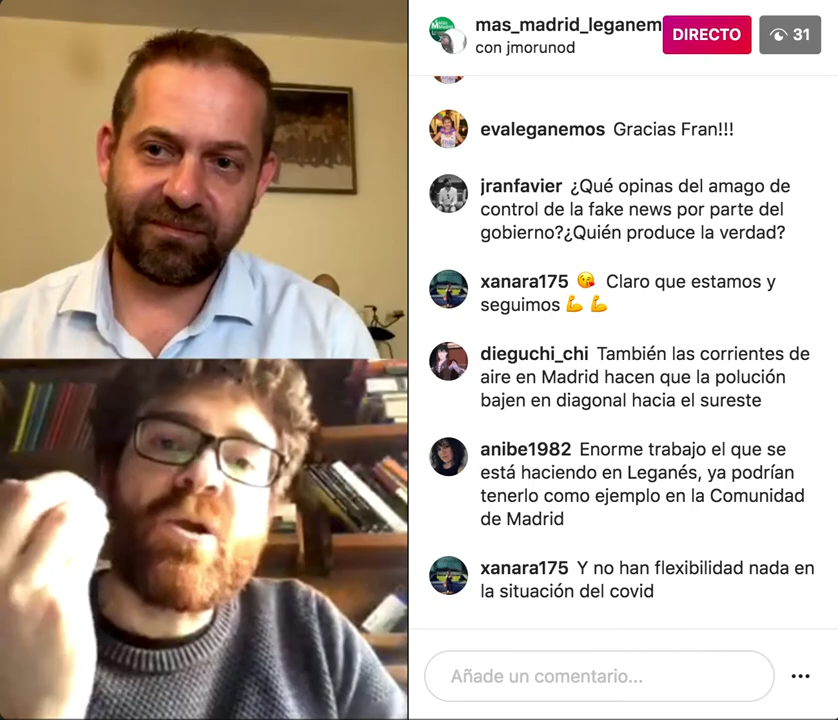 mas_madrid_leganem
con jmorunod
DIRECTO
31
evaleganemos Gracias Fran!!!
jranfavier ¿Qué opinas del amago de
control de la fake news por parte del
gobierno?¿Quién produce la verdad?
xanara175 😘 Claro que estamos y
seguimos 💪 💪
dieguchi_chi También las corrientes de
aire en Madrid hacen que la polución
bajen en diagonal hacia el sureste
anibe1982 Enorme trabajo el que se
está haciendo en Leganés, ya podrían
tenerlo como ejemplo en la Comunidad
de Madrid
xanara175 Y no han flexibilidad nada en
la situación del covid
Añade un comentario...